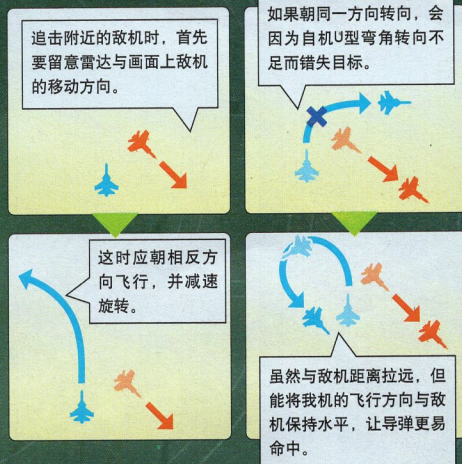 追击附近的敌机时，首先
要留意雷达与画面上敌机
的移动方向。
如果朝同一方向转向，会
因为自机U型弯角转向不
足而错失目标。
这时应朝相反方
向飞行，并减速
旋转。
虽然与敌机距离拉远，但
能将我机的飞行方向与敌
机保持水平，让导弹更易
命中。